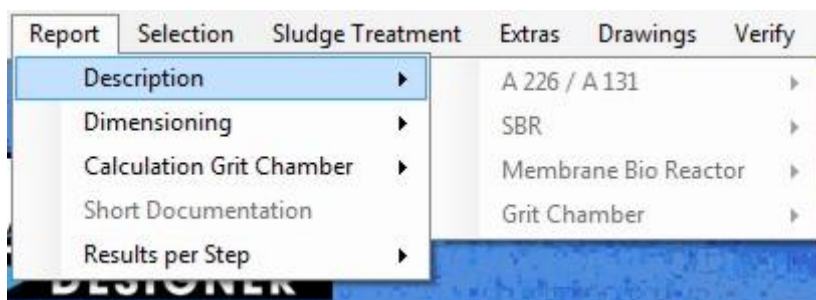 Report Selection Sludge Treatment Extras Drawings Verify
Description A 226 / A 131
Dimensioning SBR
Calculation Grit Chamber Membrane Bio Reactor
Short Documentation Grit Chamber
Results per Step
DESIGNER